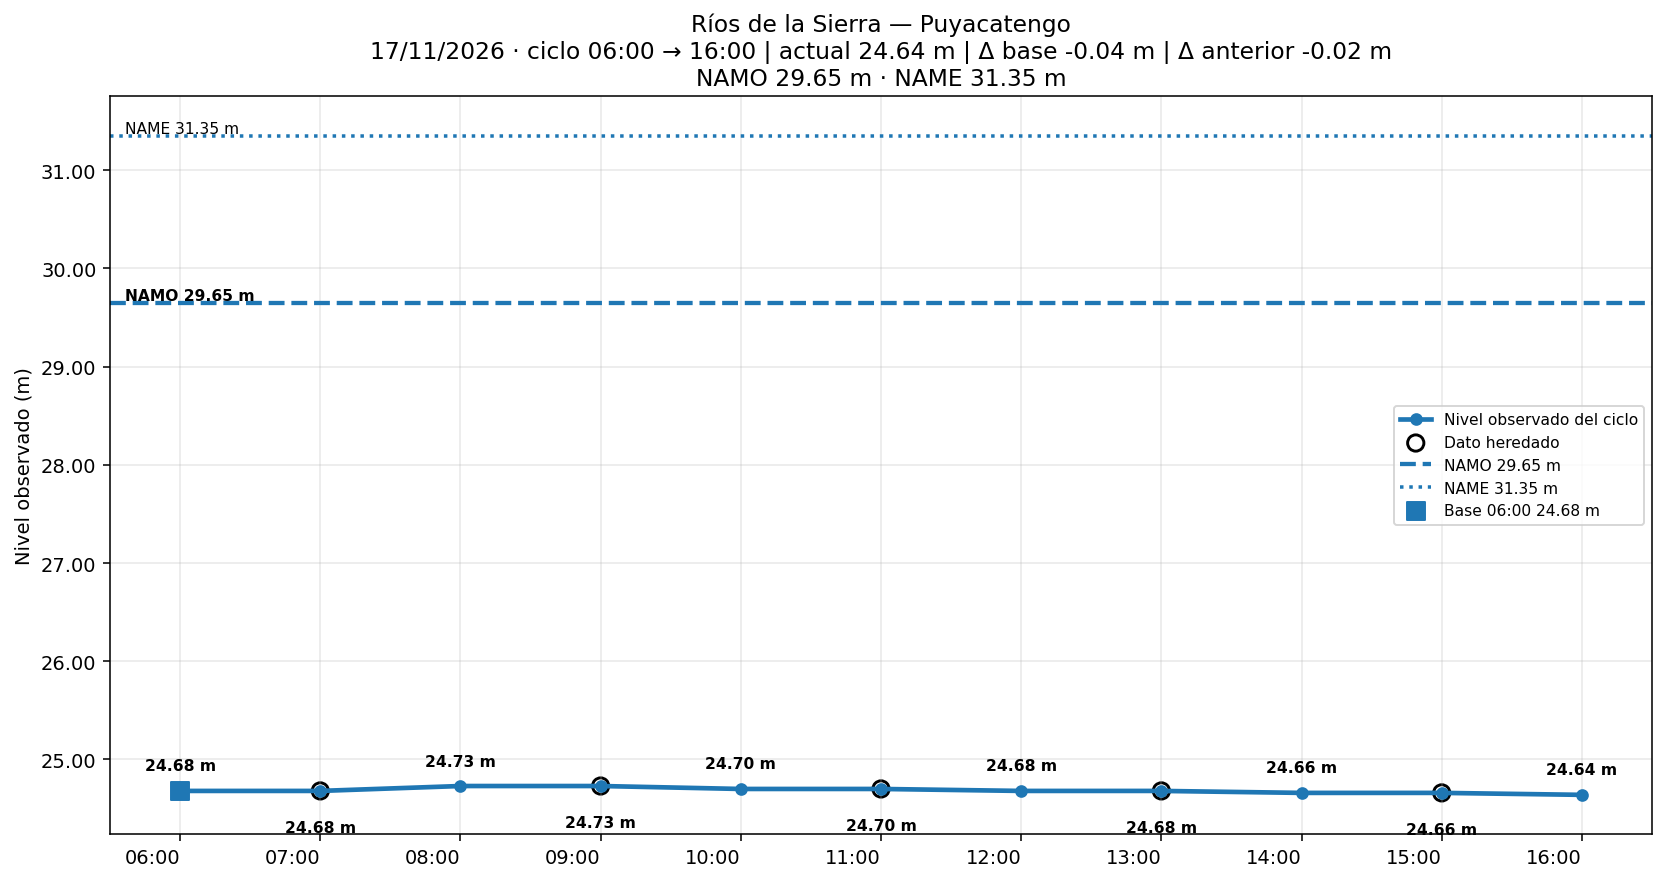 Ríos de la Sierra — Puyacatengo
17/11/2026 · ciclo 06:00 → 16:00 | actual 24.64 m | Δ base -0.04 m | Δ anterior -0.02 m
NAMO 29.65 m · NAME 31.35 m
NAME 31.35 m
31.00
30.00
NAMO 29.65 m
29.00
Nivel observado (m)
28.00
27.00
26.00
25.00
Nivel observado del ciclo
Dato heredado
NAMO 29.65 m
NAME 31.35 m
Base 06:00 24.68 m
24.68 m
24.68 m
24.73 m
24.73 m
24.70 m
24.70 m
24.68 m
24.68 m
24.66 m
24.66 m
24.64 m
06:00 07:00 08:00 09:00 10:00 11:00 12:00 13:00 14:00 15:00 16:00